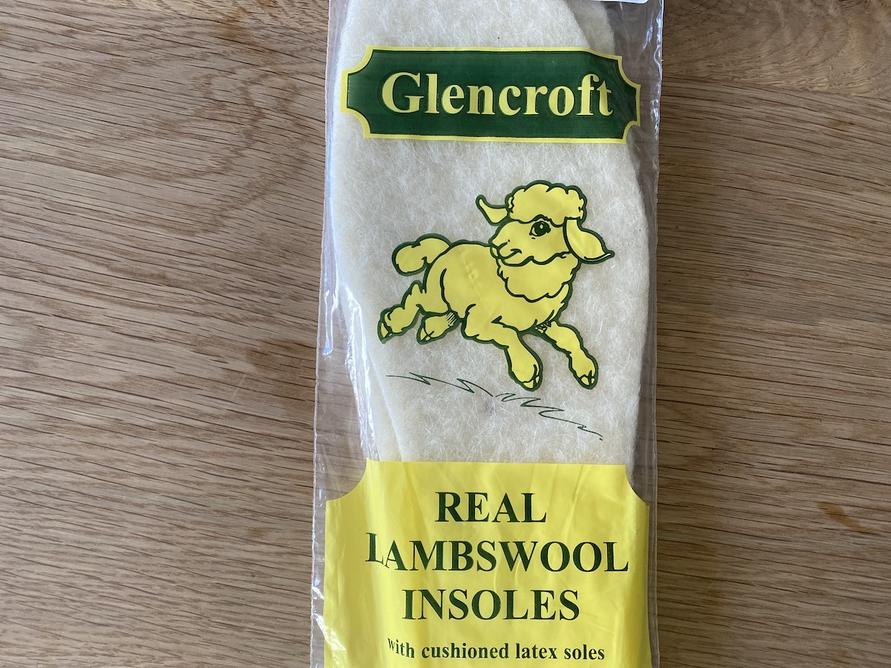 Glencroft
REAL
LAMBSWOOL
INSOLES
with cushioned latex soles